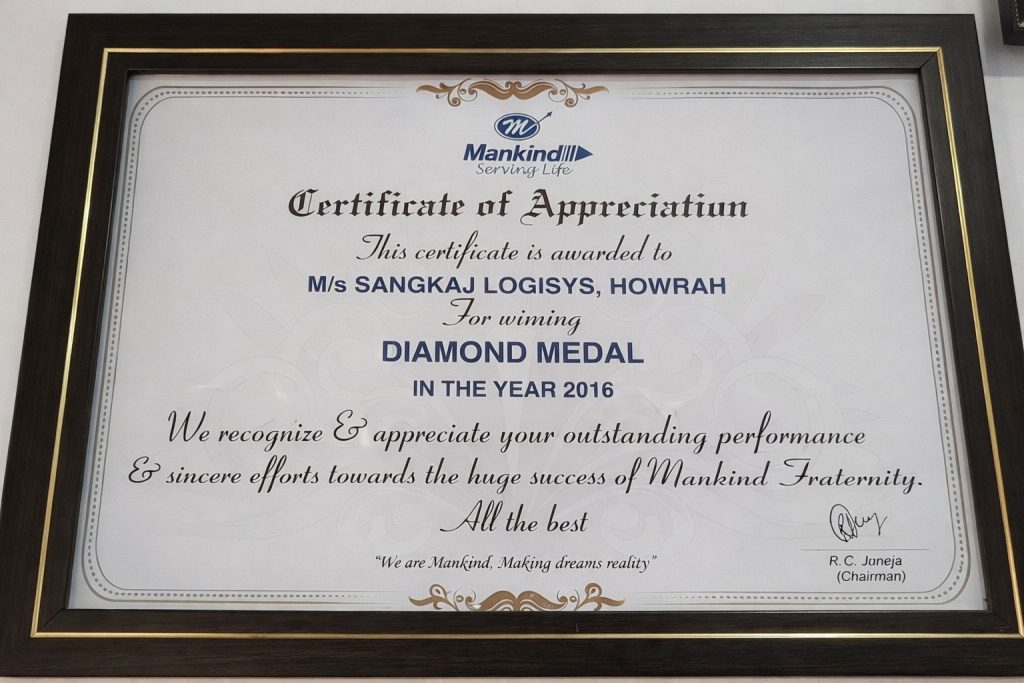 m
Mankind
Serving Life
Certificate of Appreciatiun
This certificate is awarded to
M/s SANGKAJ LOGISYS, HOWRAH
For wiming
DIAMOND MEDAL
IN THE YEAR 2016
We recognize & appreciate your outstanding performance
& sincere efforts towards the huge success of Mankind Fraternity.
All the best
"We are Mankind, Making dreams reality"
R. C. Juneja
(Chairman)